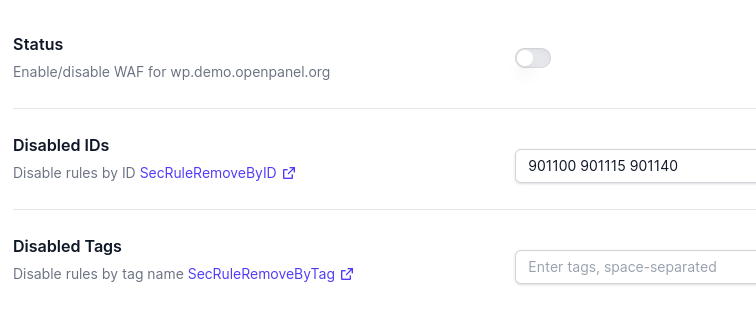 Status
Enable/disable WAF for wp.demo.openpanel.org
Disabled IDs
Disable rules by ID SecRuleRemoveByID
901100 901115 901140
Disabled Tags
Disable rules by tag name SecRuleRemoveByTag
Enter tags, space-separated